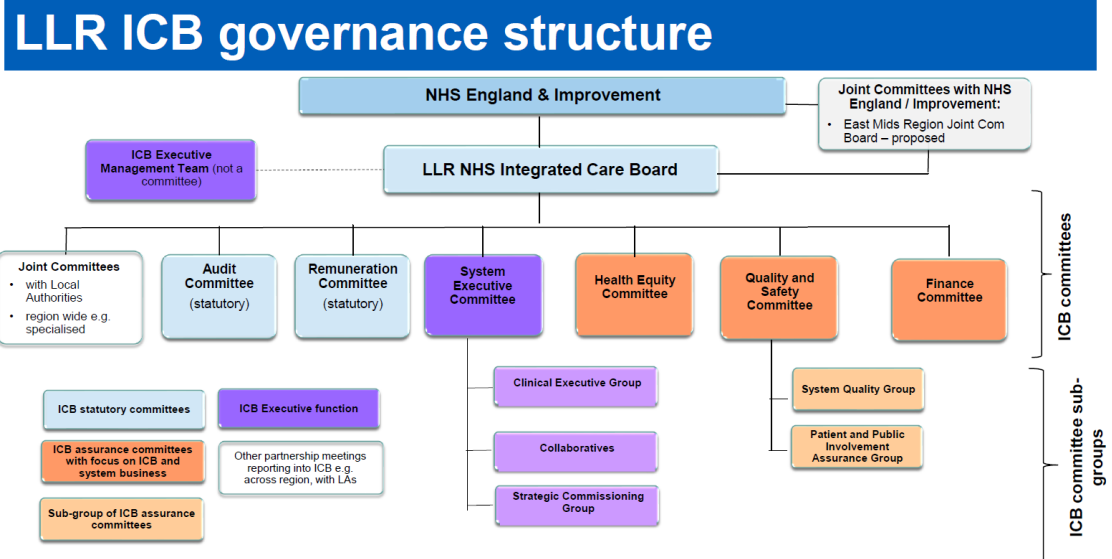 LLR ICB governance structure
NHS England & Improvement
Joint Committees with NHS
England / Improvement:
• East Mids Region Joint Com
Board – proposed
ICB Executive
Management Team (not a
committee)
LLR NHS Integrated Care Board
ICB committees
Joint Committees
• with Local
Authorities
• region wide e.g.
specialised
Audit
Committee
(statutory)
Remuneration
Committee
(statutory)
System
Executive
Committee
Health Equity
Committee
Quality and
Safety
Committee
Finance
Committee
Clinical Executive Group
Collaboratives
Strategic Commissioning
Group
System Quality Group
Patient and Public
Involvement
Assurance Group
ICB committee sub-
groups
ICB statutory committees
ICB Executive function
ICB assurance committees
with focus on ICB and
system business
Other partnership meetings
reporting into ICB e.g.
across region, with LAs
Sub-group of ICB assurance
committees